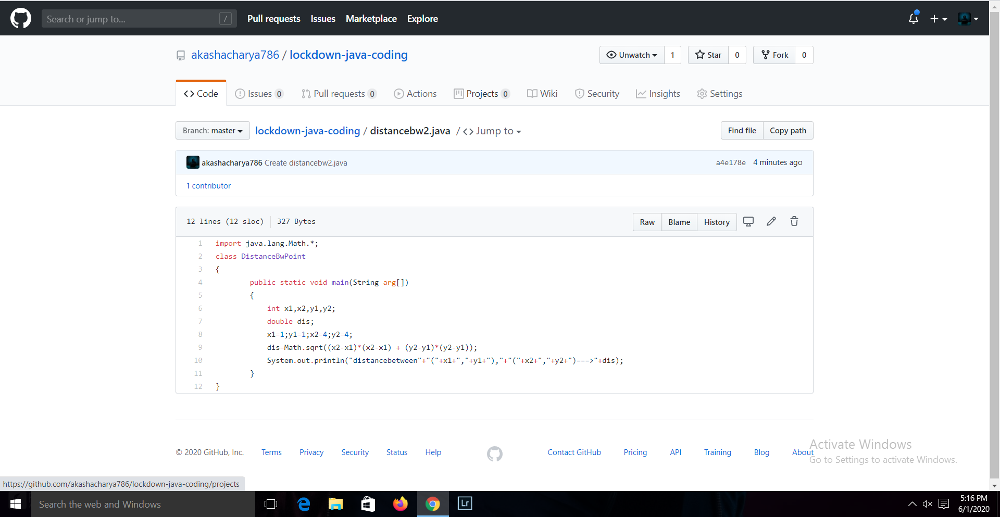 Search or jump to... /
Pull requests Issues Marketplace Explore
akashacharya786 / lockdown-java-coding
Unwatch 1 Star 0 Fork 0
Code Issues 0 Pull requests 0 Actions Projects 0 Wiki Security Insights Settings
Branch: master lockdown-java-coding / distancebw2.java / Jump to
Find file Copy path
akashacharya786 Create distancebw2.java
a4e178e 4 minutes ago
1 contributor
12 lines (12 sloc) 327 Bytes
Raw Blame History
1 import java.lang.Math.*;
2 class DistanceBwPoint
3 {
4 public static void main(String arg[])
5 {
6 int x1,x2,y1,y2;
7 double dis;
8 x1=1;y1=1;x2=4;y2=4;
9 dis=Math.sqrt((x2-x1)*(x2-x1) + (y2-y1)*(y2-y1));
10 System.out.println("distancebetween"+"("+x1+","+y1+"),"+"("+x2+","+y2+")===>"+dis);
11 }
12 }
© 2020 GitHub, Inc. Terms Privacy Security Status Help
Contact GitHub Pricing API Training Blog About
Activate Windows
Go to Settings to activate Windows.
https://github.com/akashacharya786/lockdown-java-coding/projects
Search the web and Windows
Lr
5:16 PM
6/1/2020